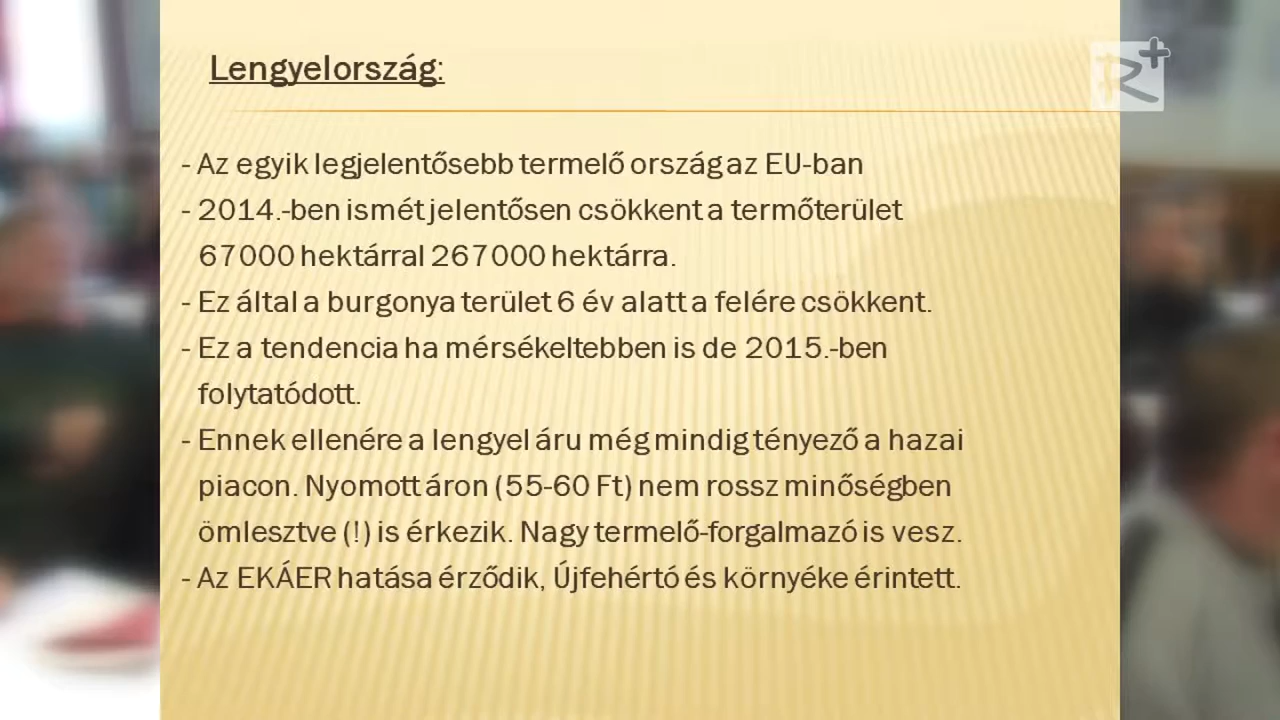 Lengyelország:
R+
- Az egyik legjelentősebb termelő ország az EU-ban
- 2014.-ben ismét jelentősen csökkent a termőterület
67000 hektárral 267000 hektárra.
- Ez által a burgonya terület 6 év alatt a felére csökkent.
- Ez a tendencia ha mérsékeltebben is de 2015.-ben
folytatódott.
- Ennek ellenére a lengyel áru még mindig tényező a hazai
piacon. Nyomott áron (55-60 Ft) nem rossz minőségben
ömlesztve (!) is érkezik. Nagy termelő-forgalmazó is vesz.
- Az EKÁER hatása érződik, Újfehértó és környéke érintett.